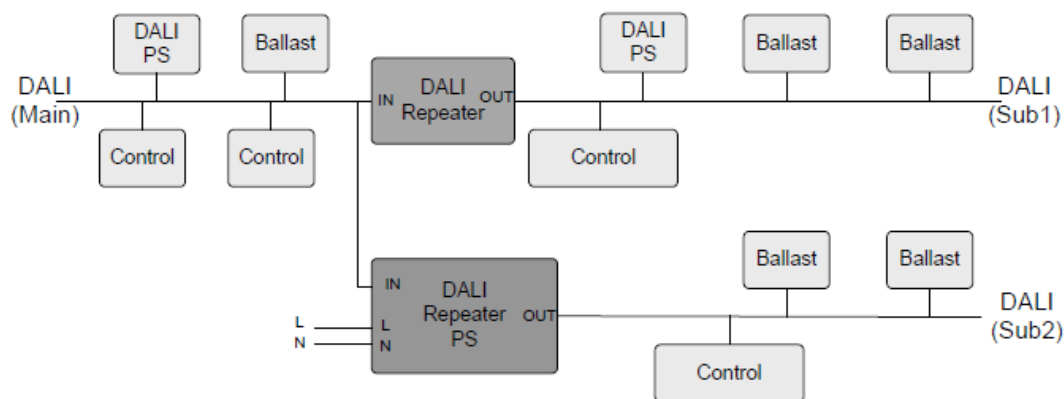 DALI
PS
Ballast
DALI
PS
Ballast
Ballast
DALI
(Main)
IN
DALI
Repeater
OUT
DALI
(Sub1)
Control
Control
Control
Ballast
Ballast
IN
DALI
Repeater
PS
OUT
L
N
L
N
DALI
(Sub2)
Control